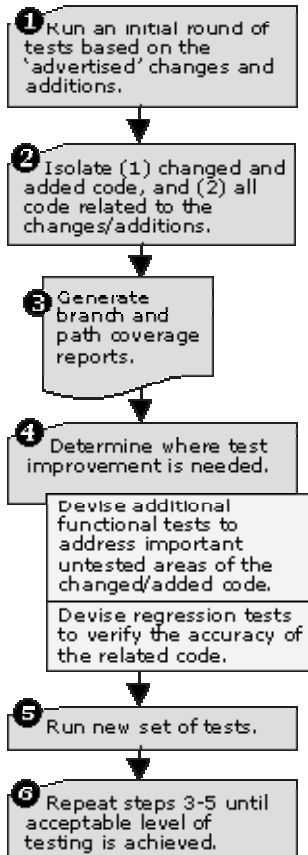 1 Run an initial round of
tests based on the
'advertised' changes and
additions.
2 Isolate (1) changed and
added code, and (2) all
code related to the
changes/additions.
3 Generate
branch and
path coverage
reports.
4 Determine where test
improvement is needed.
Devise additional
functional tests to
address important
untested areas of the
changed/added code.
Devise regression tests
to verify the accuracy of
the related code.
5 Run new set of tests.
6 Repeat steps 3-5 until
acceptable level of
testing is achieved.